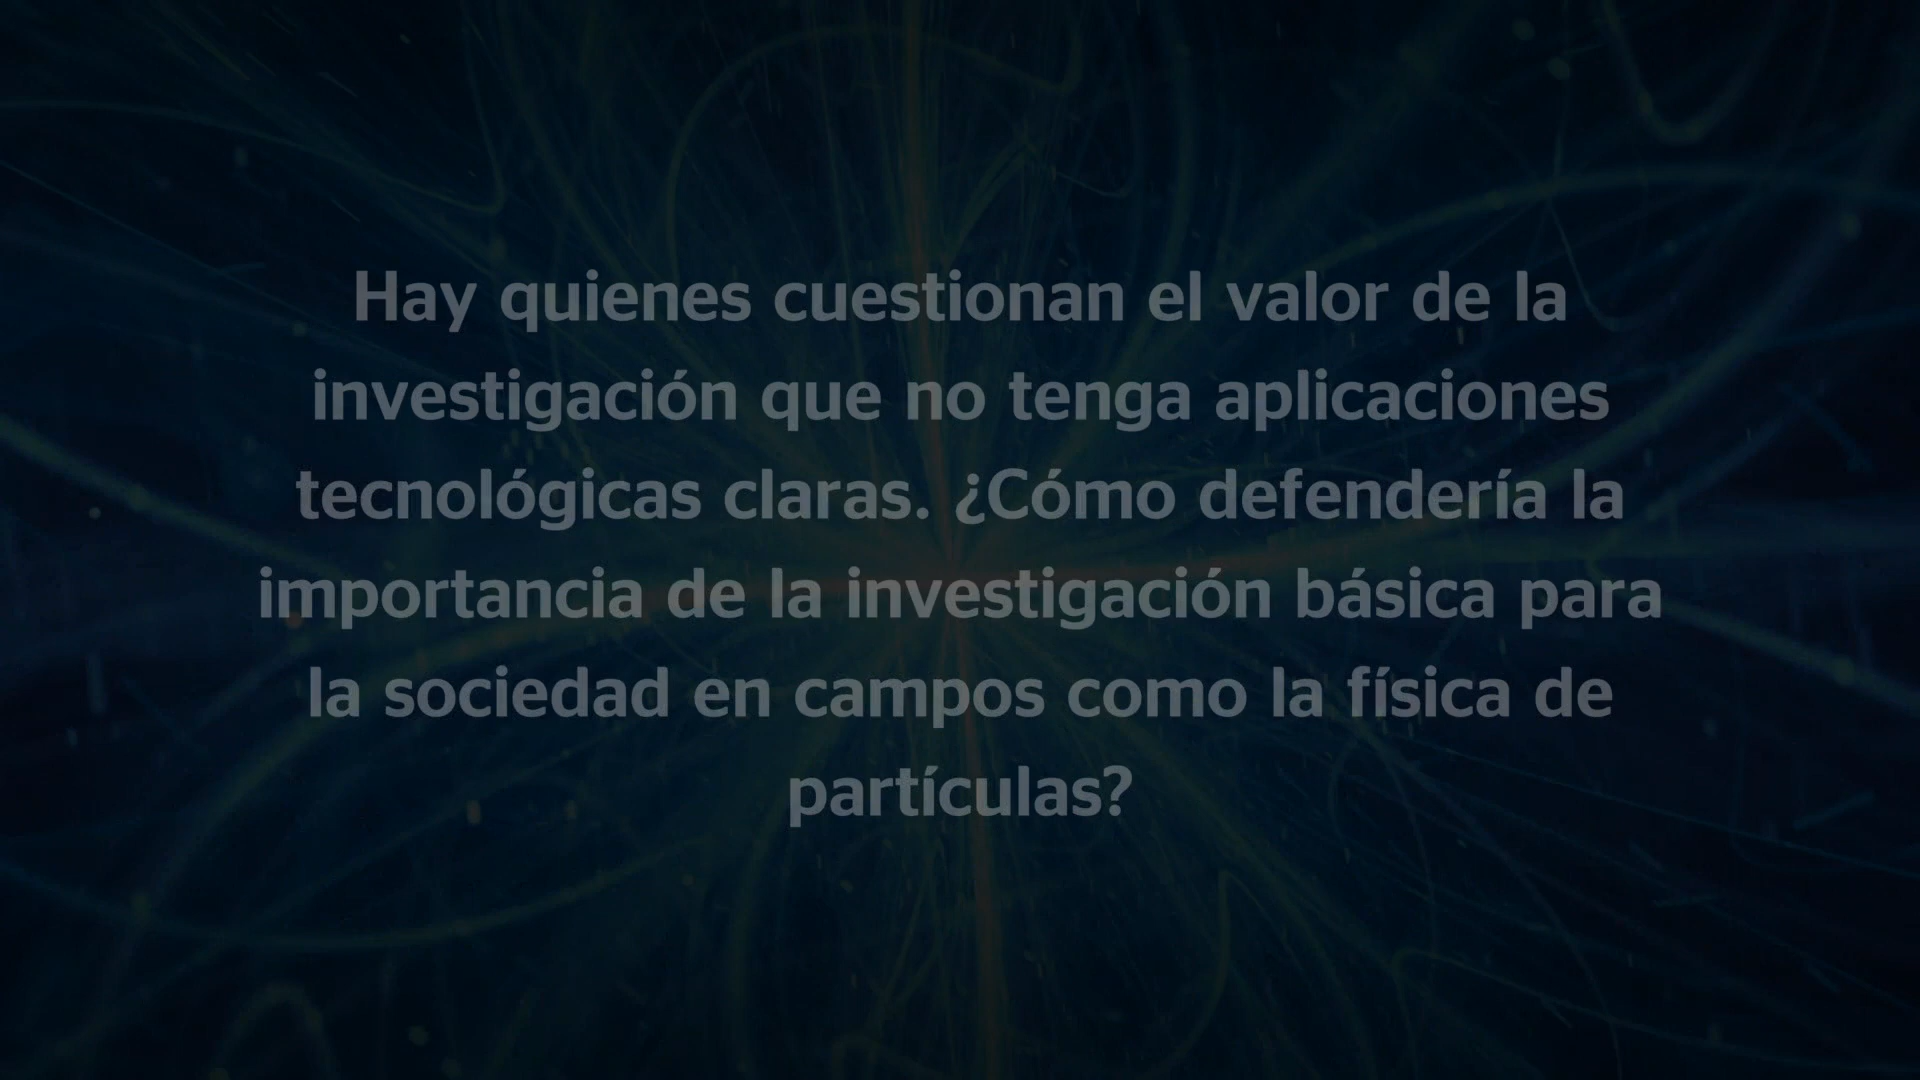 Hay quienes cuestionan el valor de la
investigación que no tenga aplicaciones
tecnológicas claras. ¿Cómo defendería la
importancia de la investigación básica para
la sociedad en campos como la física de
partículas?